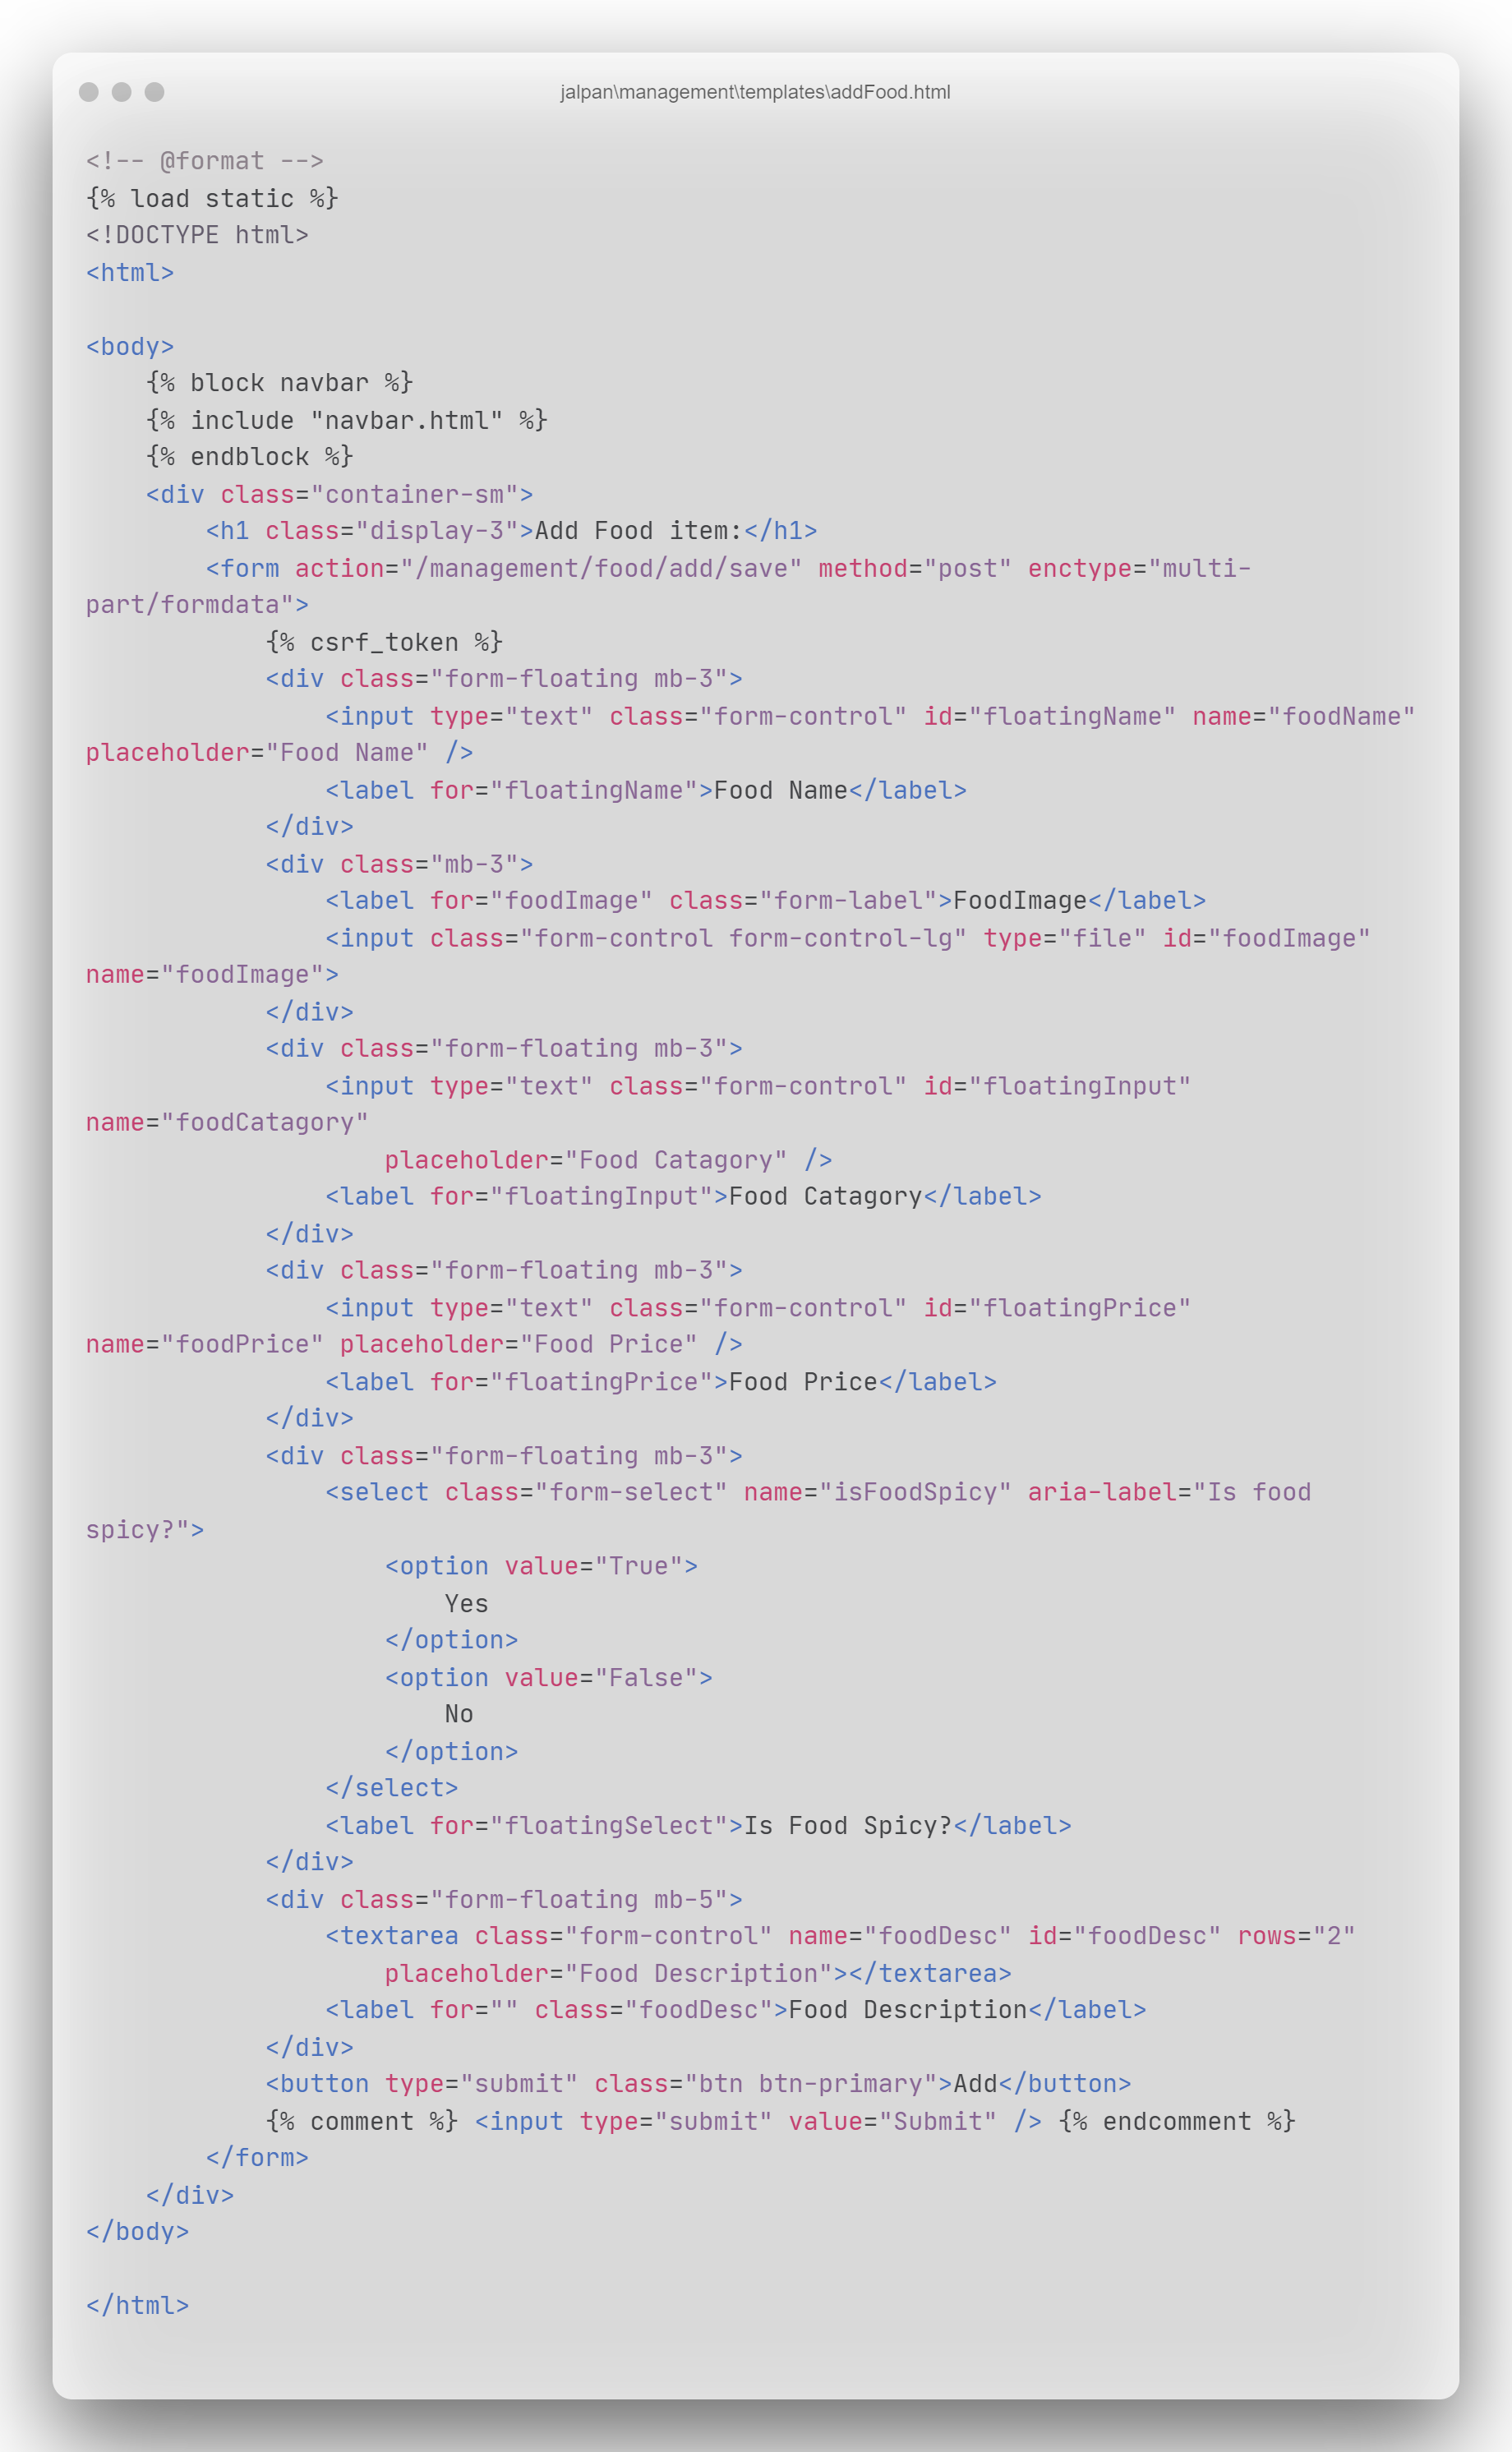 jalpan\management\templates\addFood.html
<!-- @format -->
{% load static %}
<!DOCTYPE html>
<html>

<body>
    {% block navbar %}
    {% include "navbar.html" %}
    {% endblock %}
    <div class="container-sm">
        <h1 class="display-3">Add Food item:</h1>
        <form action="/management/food/add/save" method="post" enctype="multi-
part/formdata">
            {% csrf_token %}
            <div class="form-floating mb-3">
                <input type="text" class="form-control" id="floatingName" name="foodName"
placeholder="Food Name" />
                <label for="floatingName">Food Name</label>
            </div>
            <div class="mb-3">
                <label for="foodImage" class="form-label">FoodImage</label>
                <input class="form-control form-control-lg" type="file" id="foodImage"
name="foodImage">
            </div>
            <div class="form-floating mb-3">
                <input type="text" class="form-control" id="floatingInput"
name="foodCatagory"
                    placeholder="Food Catagory" />
                <label for="floatingInput">Food Catagory</label>
            </div>
            <div class="form-floating mb-3">
                <input type="text" class="form-control" id="floatingPrice"
name="foodPrice" placeholder="Food Price" />
                <label for="floatingPrice">Food Price</label>
            </div>
            <div class="form-floating mb-3">
                <select class="form-select" name="isFoodSpicy" aria-label="Is food
spicy?">
                    <option value="True">
                        Yes
                    </option>
                    <option value="False">
                        No
                    </option>
                </select>
                <label for="floatingSelect">Is Food Spicy?</label>
            </div>
            <div class="form-floating mb-5">
                <textarea class="form-control" name="foodDesc" id="foodDesc" rows="2"
                    placeholder="Food Description"></textarea>
                <label for="" class="foodDesc">Food Description</label>
            </div>
            <button type="submit" class="btn btn-primary">Add</button>
            {% comment %} <input type="submit" value="Submit" /> {% endcomment %}
        </form>
    </div>
</body>

</html>